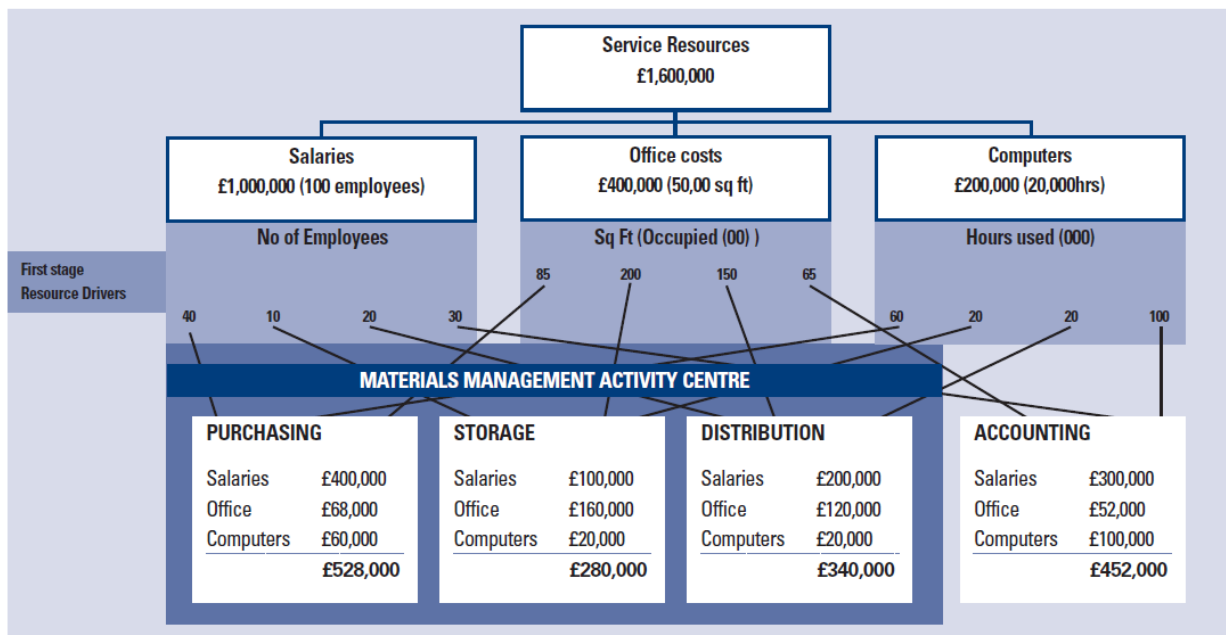 Service Resources
£1,600,000
Salaries
£1,000,000 (100 employees)
Office costs
£400,000 (50,00 sq ft)
Computers
£200,000 (20,000hrs)
No of Employees
Sq Ft (Occupied (00) )
Hours used (000)
First stage
Resource Drivers
85 200 150 65
40 10 20 30 60 20 20 100
MATERIALS MANAGEMENT ACTIVITY CENTRE
PURCHASING
Salaries £400,000
Office £68,000
Computers £60,000
£528,000
STORAGE
Salaries £100,000
Office £160,000
Computers £20,000
£280,000
DISTRIBUTION
Salaries £200,000
Office £120,000
Computers £20,000
£340,000
ACCOUNTING
Salaries £300,000
Office £52,000
Computers £100,000
£452,000